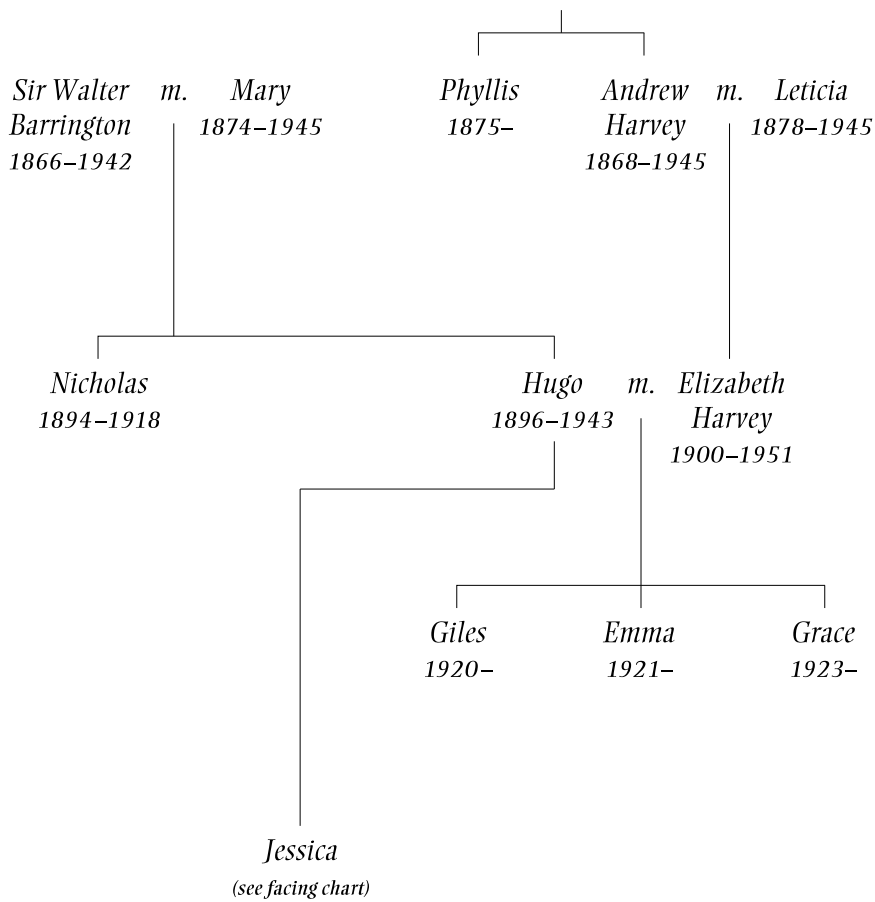 Sir Walter m. Mary
Barrington 1874–1945
1866–1942
Phyllis
1875–
Andrew m. Leticia
Harvey 1878–1945
1868–1945
Nicholas
1894–1918
Hugo m. Elizabeth
1896–1943 Harvey
1900–1951
Giles
1920–
Emma
1921–
Grace
1923–
Jessica
(see facing chart)